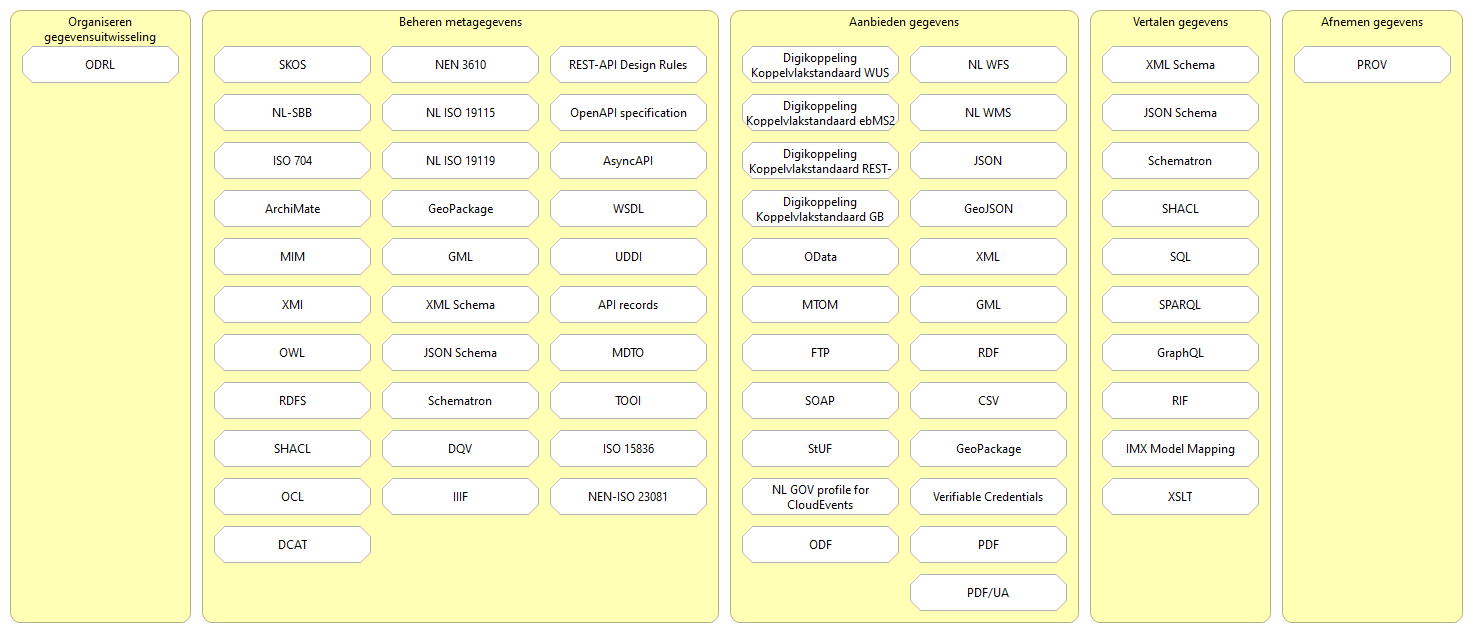 Organiseren
gegevensuitwisseling
ODRL
Beheren metagegevens
SKOS
NL-SBB
ISO 704
ArchiMate
MIM
XMI
OWL
RDFS
SHACL
OCL
DCAT
NEN 3610
NL ISO 19115
NL ISO 19119
GeoPackage
GML
XML Schema
JSON Schema
Schematron
DQV
IIIF
REST-API Design Rules
OpenAPI specification
AsyncAPI
WSDL
UDDI
API records
MDTO
TOOI
ISO 15836
NEN-ISO 23081
Aanbieden gegevens
Digikoppeling
Koppelvlakstandaard WUS
Digikoppeling
Koppelvlakstandaard ebMS2
Digikoppeling
Koppelvlakstandaard REST-
Digikoppeling
Koppelvlakstandaard GB
OData
MTOM
FTP
SOAP
StUF
NL GOV profile for
CloudEvents
ODF
NL WFS
NL WMS
JSON
GeoJSON
XML
GML
RDF
CSV
GeoPackage
Verifiable Credentials
PDF
PDF/UA
Vertalen gegevens
XML Schema
JSON Schema
Schematron
SHACL
SQL
SPARQL
GraphQL
RIF
IMX Model Mapping
XSLT
Afnemen gegevens
PROV